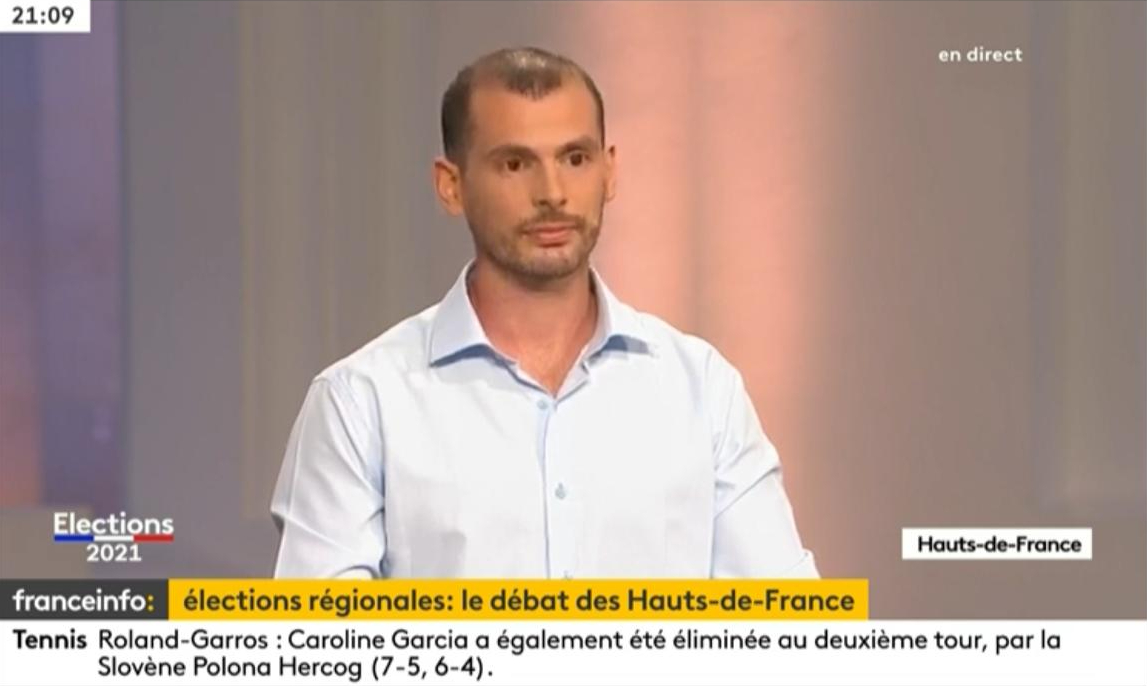 21:09
en direct
Elections
2021
Hauts-de-France
franceinfo: élections régionales: le débat des Hauts-de-France
Tennis Roland-Garros : Caroline Garcia a également été éliminée au deuxième tour, par la
Slovène Polona Hercog (7-5, 6-4).